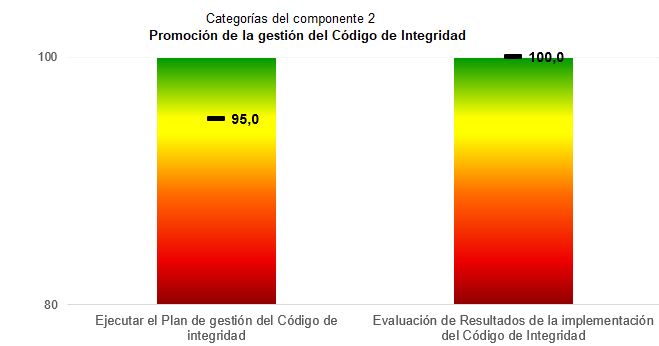 Categorías del componente 2
Promoción de la gestión del Código de Integridad
100
100,0
95,0
80
Ejecutar el Plan de gestión del Código de
integridad
Evaluación de Resultados de la implementación
del Código de Integridad